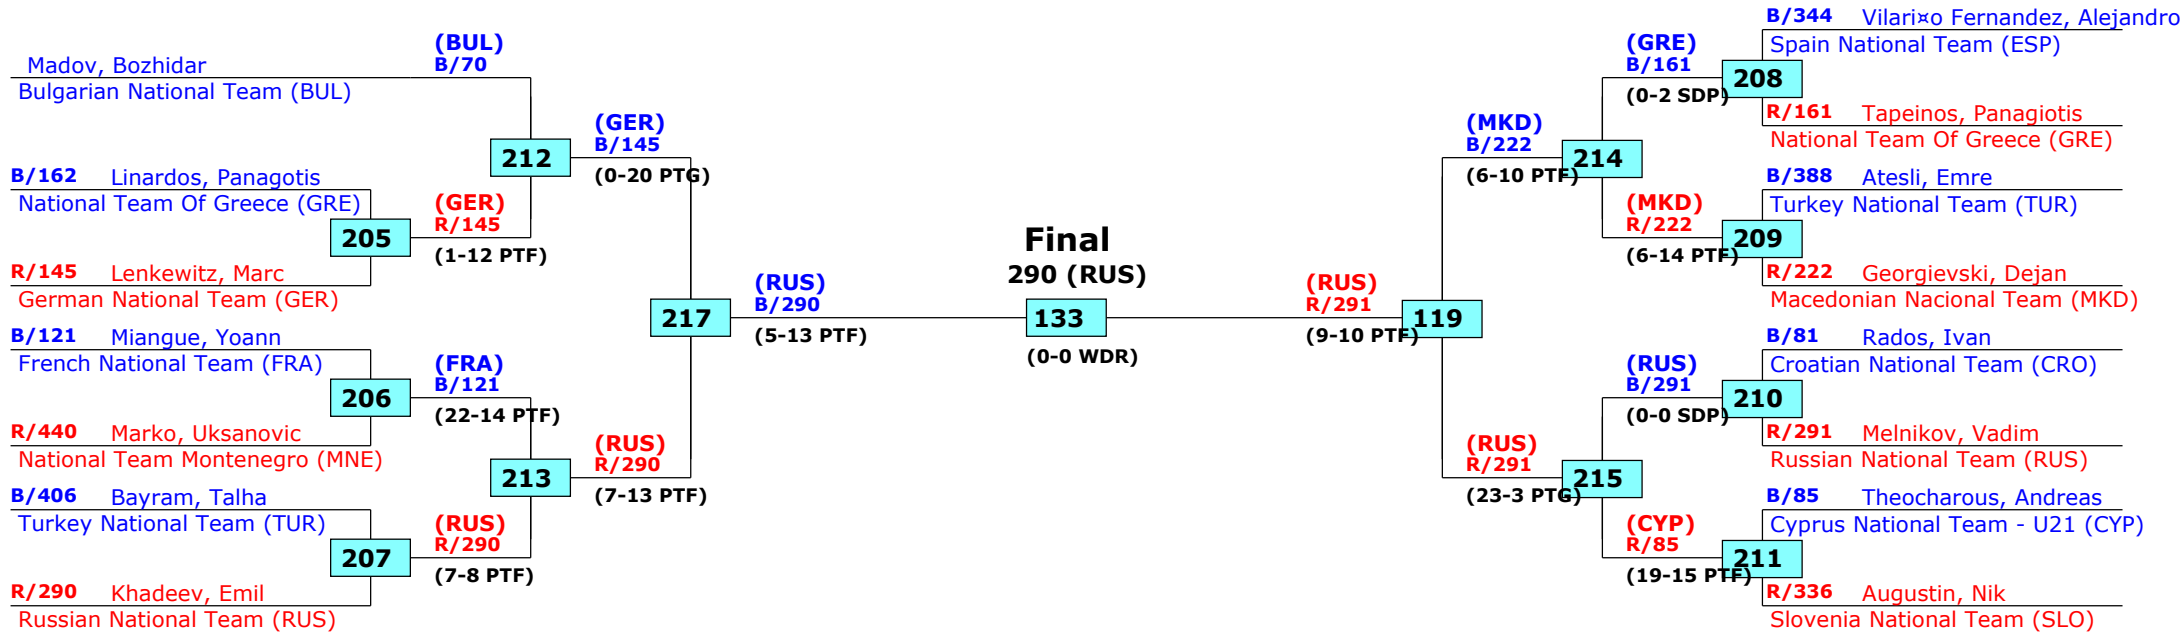 Madov, Bozhidar
Bulgarian National Team (BUL)
B/162 Linardos, Panagotis
National Team Of Greece (GRE)
205
R/145 Lenkewitz, Marc
German National Team (GER)
B/121 Miangue, Yoann
French National Team (FRA)
206
R/440 Marko, Uksanovic
National Team Montenegro (MNE)
B/406 Bayram, Talha
Turkey National Team (TUR)
207
R/290 Khadeev, Emil
Russian National Team (RUS)
(BUL)
B/70
212
(GER)
R/145
(1-12 PTF)
(FRA)
B/121
(22-14 PTF)
213
(RUS)
R/290
(7-8 PTF)
(GER)
B/145
(0-20 PTG)
217
(RUS)
R/290
(7-13 PTF)
(RUS)
B/290
(5-13 PTF)
Final
290 (RUS)
133
(0-0 WDR)
(RUS)
R/291
(9-10 PTF)
119
(MKD)
B/222
(6-10 PTF)
214
(RUS)
R/291
(23-3 PTG)
215
(GRE)
B/161
(0-2 SDP)
208
(MKD)
R/222
(6-14 PTF)
209
(RUS)
B/291
(0-0 SDP)
210
(CYP)
R/85
(19-15 PTF)
211
B/344 Vilari¤o Fernandez, Alejandro
Spain National Team (ESP)
R/161 Tapeinos, Panagiotis
National Team Of Greece (GRE)
B/388 Atesli, Emre
Turkey National Team (TUR)
R/222 Georgievski, Dejan
Macedonian Nacional Team (MKD)
B/81 Rados, Ivan
Croatian National Team (CRO)
R/291 Melnikov, Vadim
Russian National Team (RUS)
B/85 Theocharous, Andreas
Cyprus National Team - U21 (CYP)
R/336 Augustin, Nik
Slovenia National Team (SLO)